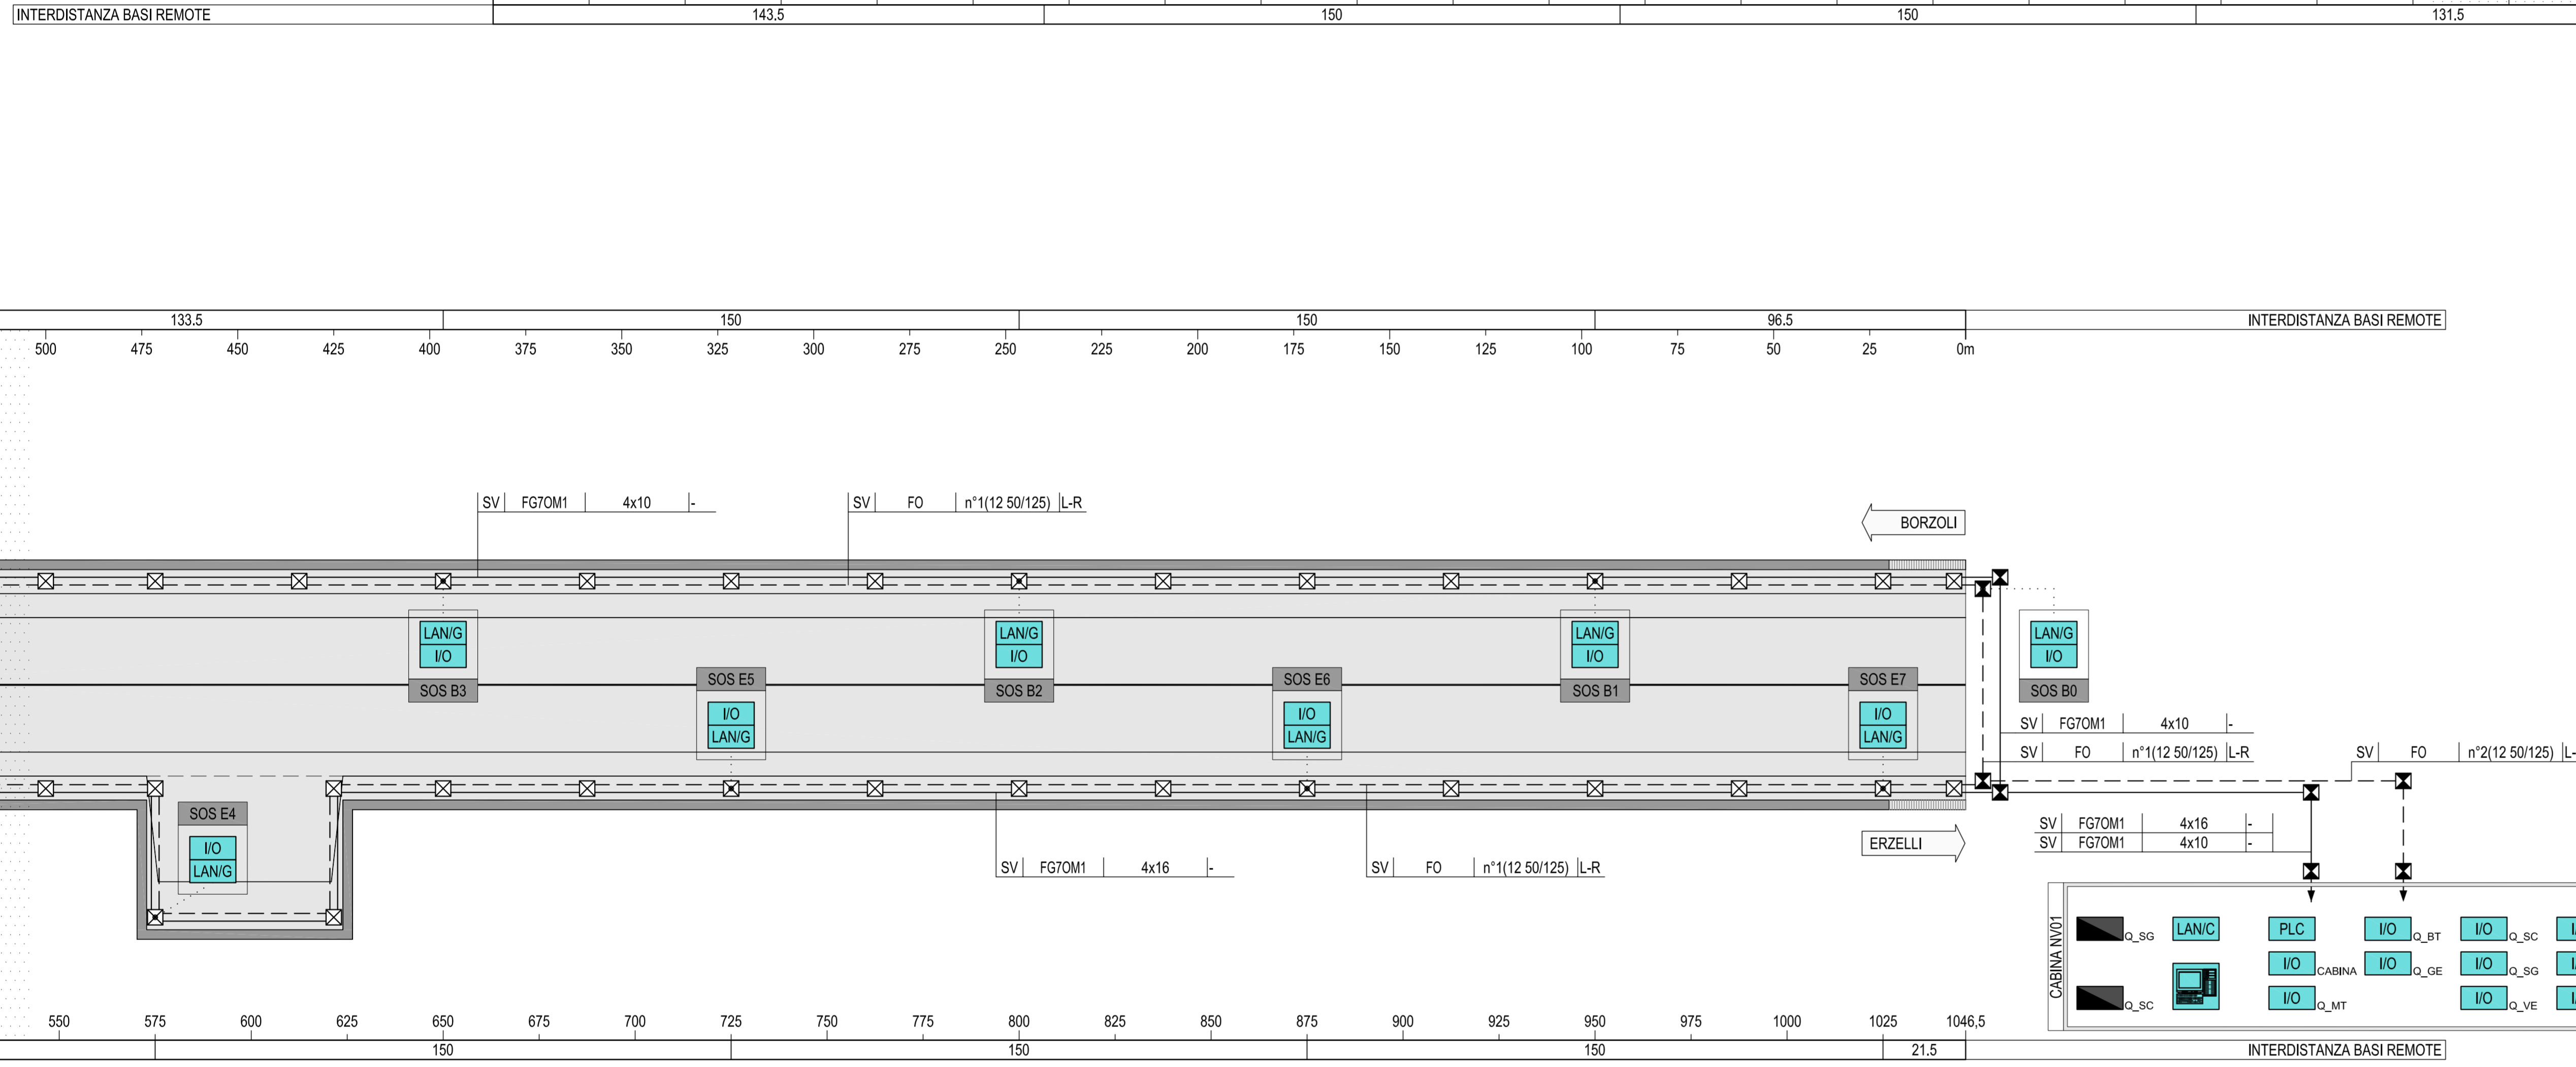 INTERDISTANZA BASI REMOTE 143.5 150 150 131.5
133.5 150 150 96.5 INTERDISTANZA BASI REMOTE
500 475 450 425 400 375 350 325 300 275 250 225 200 175 150 125 100 75 50 25 0m
SV FG7OM1 4x10 -
SV FO n°1(12 50/125) L-R
BORZOLI
LAN/G LAN/G LAN/G LAN/G
I/O I/O I/O I/O
SOS B3 SOS B2 SOS B1 SOS B0
SOS E5 SOS E6 SOS E7
I/O I/O I/O
LAN/G LAN/G LAN/G
SV FG7OM1 4x10 -
SV FO n°1(12 50/125) L-R
SV FO n°2(12 50/125) L-
SOS E4
I/O
LAN/G
SV FG7OM1 4x16 -
SV FG7OM1 4x10 -
ERZELLI
SV FG7OM1 4x16 -
SV FO n°1(12 50/125) L-R
CABINA NV01
Q_SG LAN/C PLC I/O Q_BT I/O Q_SC
I/O CABINA I/O Q_GE I/O Q_SG
Q_SC I/O Q_MT I/O Q_VE
550 575 600 625 650 675 700 725 750 775 800 825 850 875 900 925 950 975 1000 1025 1046,5
150 150 150 21.5 INTERDISTANZA BASI REMOTE